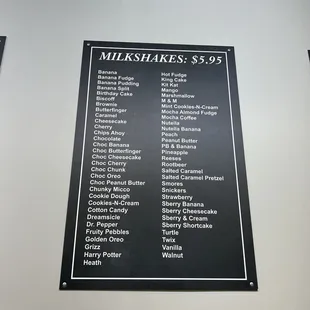 MILKSHAKES: $5.95
Banana
Banana Fudge
Banana Pudding
Banana Split
Birthday Cake
Biscoff
Brownie
Butterfinger
Caramel
Cheesecake
Cherry
Chips Ahoy
Chocolate
Choc Banana
Choc Butterfinger
Choc Cheesecake
Choc Cherry
Choc Chunk
Choc Oreo
Choc Peanut Butter
Chunky Micco
Cookie Dough
Cookies-N-Cream
Cotton Candy
Dreamsicle
Dr. Pepper
Fruity Pebbles
Golden Oreo
Grizz
Harry Potter
Heath
Hot Fudge
King Cake
Kit Kat
Mango
Marshmallow
M & M
Mint Cookies-N-Cream
Mocha Almond Fudge
Mocha Coffee
Nutella
Nutella Banana
Peach
Peanut Butter
PB & Banana
Pineapple
Reeses
Rootbeer
Salted Caramel
Salted Caramel Pretzel
Smores
Snickers
Strawberry
Sberry Banana
Sberry Cheesecake
Sberry & Cream
Sberry Shortcake
Turtle
Twix
Vanilla
Walnut